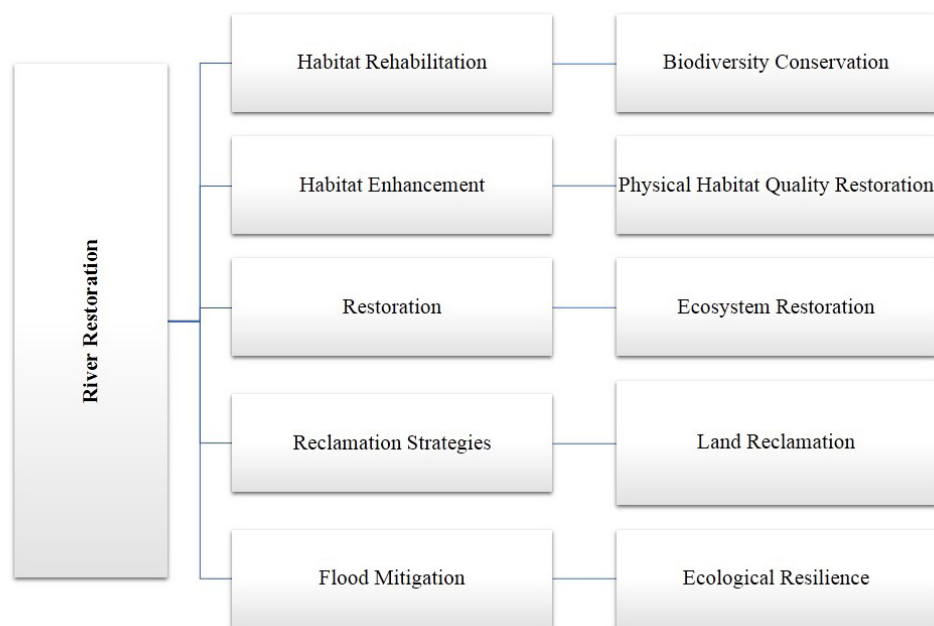 River Restoration
Habitat Rehabilitation
Biodiversity Conservation
Habitat Enhancement
Physical Habitat Quality Restoration
Restoration
Ecosystem Restoration
Reclamation Strategies
Land Reclamation
Flood Mitigation
Ecological Resilience